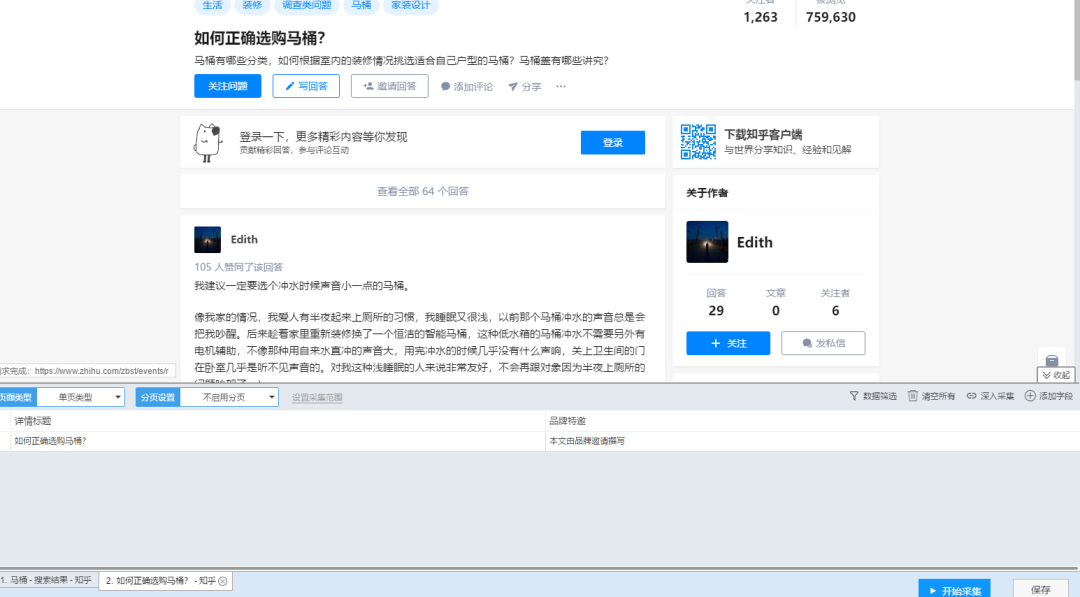 生活 装修 调查类问题 马桶 家装设计
关注者 被浏览
1,263 759,630
如何正确选购马桶？
马桶有哪些分类，如何根据室内的装修情况挑选适合自己户型的马桶？马桶盖有哪些讲究？
关注问题 写回答 邀请回答 添加评论 分享 ···
登录一下，更多精彩内容等你发现
贡献精彩回答，参与评论互动
登录
下载知乎客户端
与世界分享知识、经验和见解
查看全部 64 个回答
关于作者
Edith
105 人赞同了该回答
我建议一定要选个冲水时候声音小一点的马桶。
像我家的情况，我爱人有半夜起来上厕所的习惯，我睡眠又很浅，以前那个马桶冲水的声音总是会
把我吵醒。后来趁着家里重新装修换了一个恒洁的智能马桶，这种低水箱的马桶冲水不需要另外有
电机辅助，不像那种用自来水直冲的声音大，用完冲水的时候几乎没有什么声响，关上卫生间的门
在卧室几乎是听不见声音的。对我这种浅睡眠的人来说非常友好，不会再跟对象因为半夜上厕所的
Edith
回答 文章 关注者
29 0 6
+ 关注 发私信
求完成：https://www.zhihu.com/zbst/events/r
收起
页面类型 单页类型 分页设置 不启用分页 设置采集范围 数据筛选 清空所有 深入采集 添加字段
详情标题 品牌特邀
如何正确选购马桶？ 本文由品牌邀请撰写
1. 马桶 - 搜索结果 - 知乎 2. 如何正确选购马桶？ - 知乎
开始采集 保存